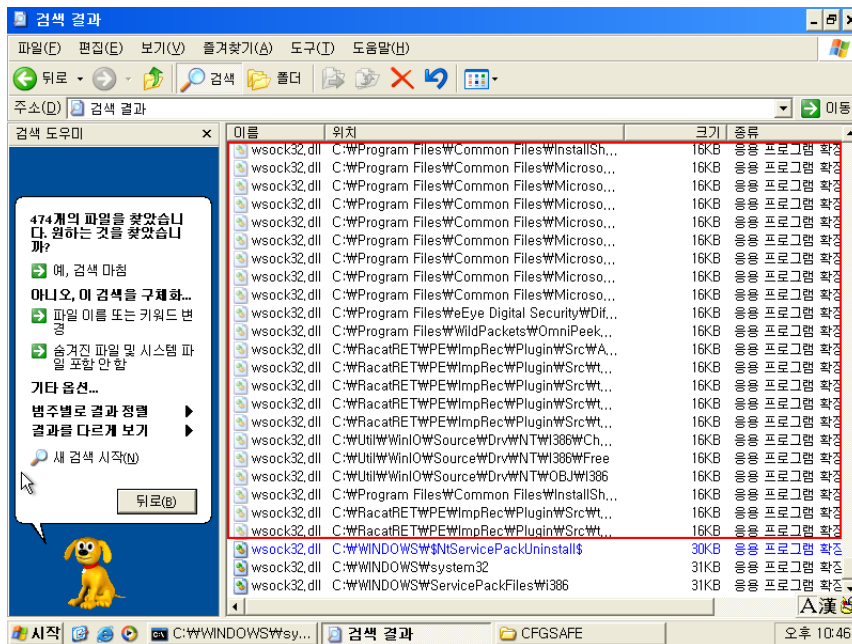 검색 결과
파일(F) 편집(E) 보기(V) 즐겨찾기(A) 도구(T) 도움말(H)
뒤로 검색 폴더
주소(D) 검색 결과 이동
검색 도우미
474개의 파일을 찾았습니
다. 원하는 것을 찾았습니
까?
예, 검색 마침
아니오, 이 검색을 구체화...
파일 이름 또는 키워드 변
경
숨겨진 파일 및 시스템 파
일 포함 안 함
기타 옵션...
범주별로 결과 정렬
결과를 다르게 보기
새 검색 시작(N)
뒤로(B)
이름 위치 크기 종류
wsock32.dll C:₩Program Files₩Common Files₩InstallSh... 16KB 응용 프로그램 확장
wsock32.dll C:₩Program Files₩Common Files₩Microso... 16KB 응용 프로그램 확장
wsock32.dll C:₩Program Files₩Common Files₩Microso... 16KB 응용 프로그램 확장
wsock32.dll C:₩Program Files₩Common Files₩Microso... 16KB 응용 프로그램 확장
wsock32.dll C:₩Program Files₩Common Files₩Microso... 16KB 응용 프로그램 확장
wsock32.dll C:₩Program Files₩Common Files₩Microso... 16KB 응용 프로그램 확장
wsock32.dll C:₩Program Files₩Common Files₩Microso... 16KB 응용 프로그램 확장
wsock32.dll C:₩Program Files₩Common Files₩Microso... 16KB 응용 프로그램 확장
wsock32.dll C:₩Program Files₩Common Files₩Microso... 16KB 응용 프로그램 확장
wsock32.dll C:₩Program Files₩eEye Digital Security₩Dif... 16KB 응용 프로그램 확장
wsock32.dll C:₩Program Files₩WildPackets₩OmniPeek... 16KB 응용 프로그램 확장
wsock32.dll C:₩RacatRET₩PE₩ImpRec₩Plugin₩Src₩A... 16KB 응용 프로그램 확장
wsock32.dll C:₩RacatRET₩PE₩ImpRec₩Plugin₩Src₩t... 16KB 응용 프로그램 확장
wsock32.dll C:₩RacatRET₩PE₩ImpRec₩Plugin₩Src₩t... 16KB 응용 프로그램 확장
wsock32.dll C:₩RacatRET₩PE₩ImpRec₩Plugin₩Src₩t... 16KB 응용 프로그램 확장
wsock32.dll C:₩RacatRET₩PE₩ImpRec₩Plugin₩Src₩t... 16KB 응용 프로그램 확장
wsock32.dll C:₩Util₩WinIO₩Source₩Drv₩NT₩I386₩Ch... 16KB 응용 프로그램 확장
wsock32.dll C:₩Util₩WinIO₩Source₩Drv₩NT₩I386₩Free 16KB 응용 프로그램 확장
wsock32.dll C:₩Util₩WinIO₩Source₩Drv₩NT₩OBJ₩I386 16KB 응용 프로그램 확장
wsock32.dll C:₩Program Files₩Common Files₩InstallSh... 16KB 응용 프로그램 확장
wsock32.dll C:₩RacatRET₩PE₩ImpRec₩Plugin₩Src₩t... 16KB 응용 프로그램 확장
wsock32.dll C:₩RacatRET₩PE₩ImpRec₩Plugin₩Src₩t... 16KB 응용 프로그램 확장
wsock32.dll C:₩WINDOWS₩$NtServicePackUninstall$ 30KB 응용 프로그램 확장
wsock32.dll C:₩WINDOWS₩system32 31KB 응용 프로그램 확장
wsock32.dll C:₩WINDOWS₩ServicePackFiles₩i386 31KB 응용 프로그램 확장
A漢
시작 C:₩WINDOWS₩sy... 검색 결과 CFGSAFE 오후 10:46